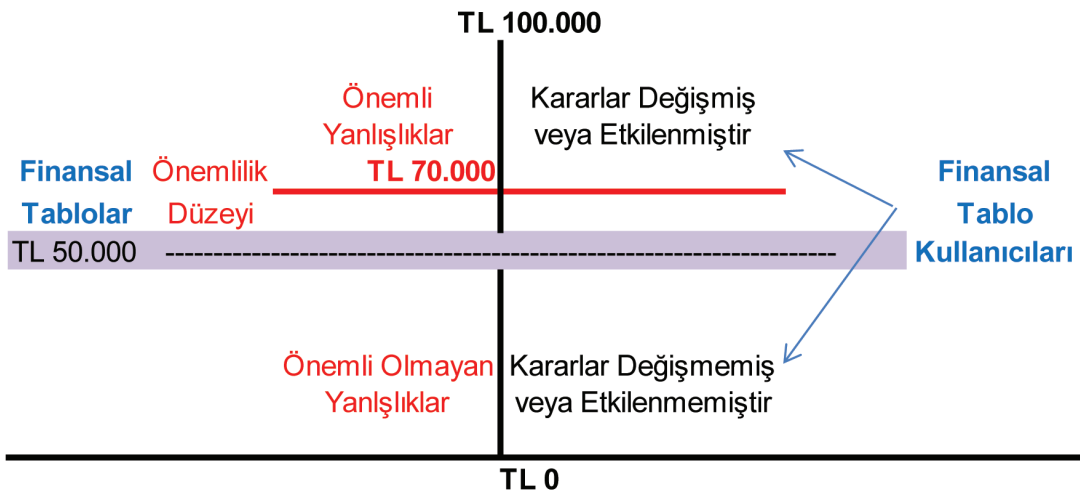 TL 100.000
Önemli
Yanlışlıklar
TL 70.000
Kararlar Değişmiş
veya Etkilenmiştir
Finansal
Tablolar
Önemlilik
Düzeyi
TL 50.000
Finansal
Tablo
Kullanıcıları
Önemli Olmayan
YanIşlıklar
Kararlar Değişmemiş
veya Etkilenmemiştir
TL 0